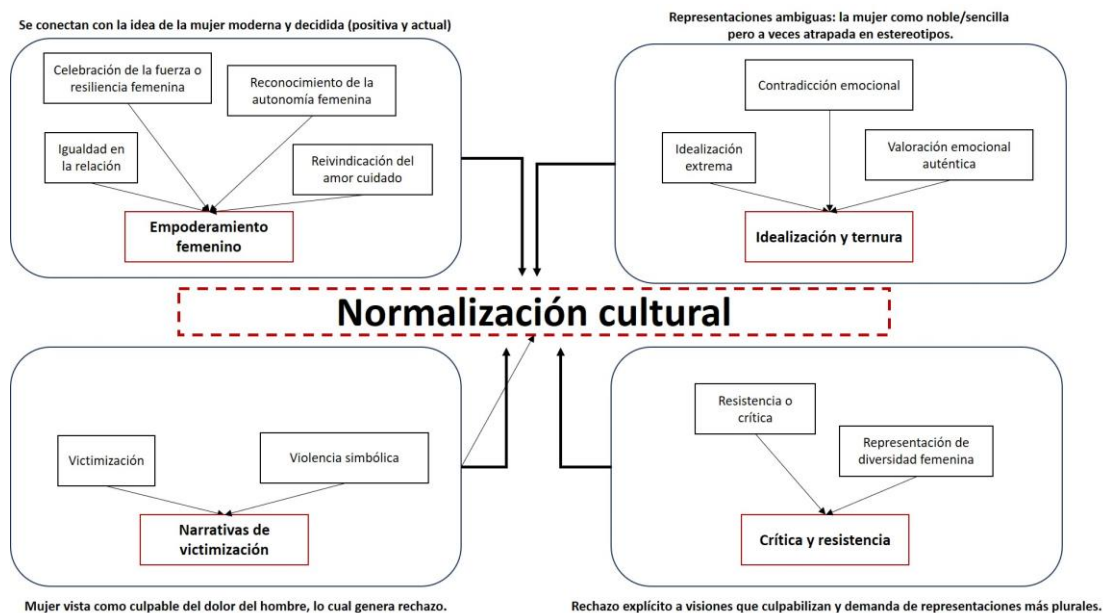 Se conectan con la idea de la mujer moderna y decidida (positiva y actual)
Celebración de la fuerza o
resiliencia femenina
Reconocimiento de la
autonomía femenina
Igualdad en
la relación
Reivindicación del
amor cuidado
Empoderamiento
femenino
Representaciones ambiguas: la mujer como noble/sencilla
pero a veces atrapada en estereotipos.
Contradicción emocional
Idealización
extrema
Valoración emocional
auténtica
Idealización y ternura
Normalización cultural
Victimización
Violencia simbólica
Narrativas de
victimización
Mujer vista como culpable del dolor del hombre, lo cual genera rechazo.
Resistencia o
crítica
Representación de
diversidad femenina
Crítica y resistencia
Rechazo explícito a visiones que culpabilizan y demanda de representaciones más plurales.